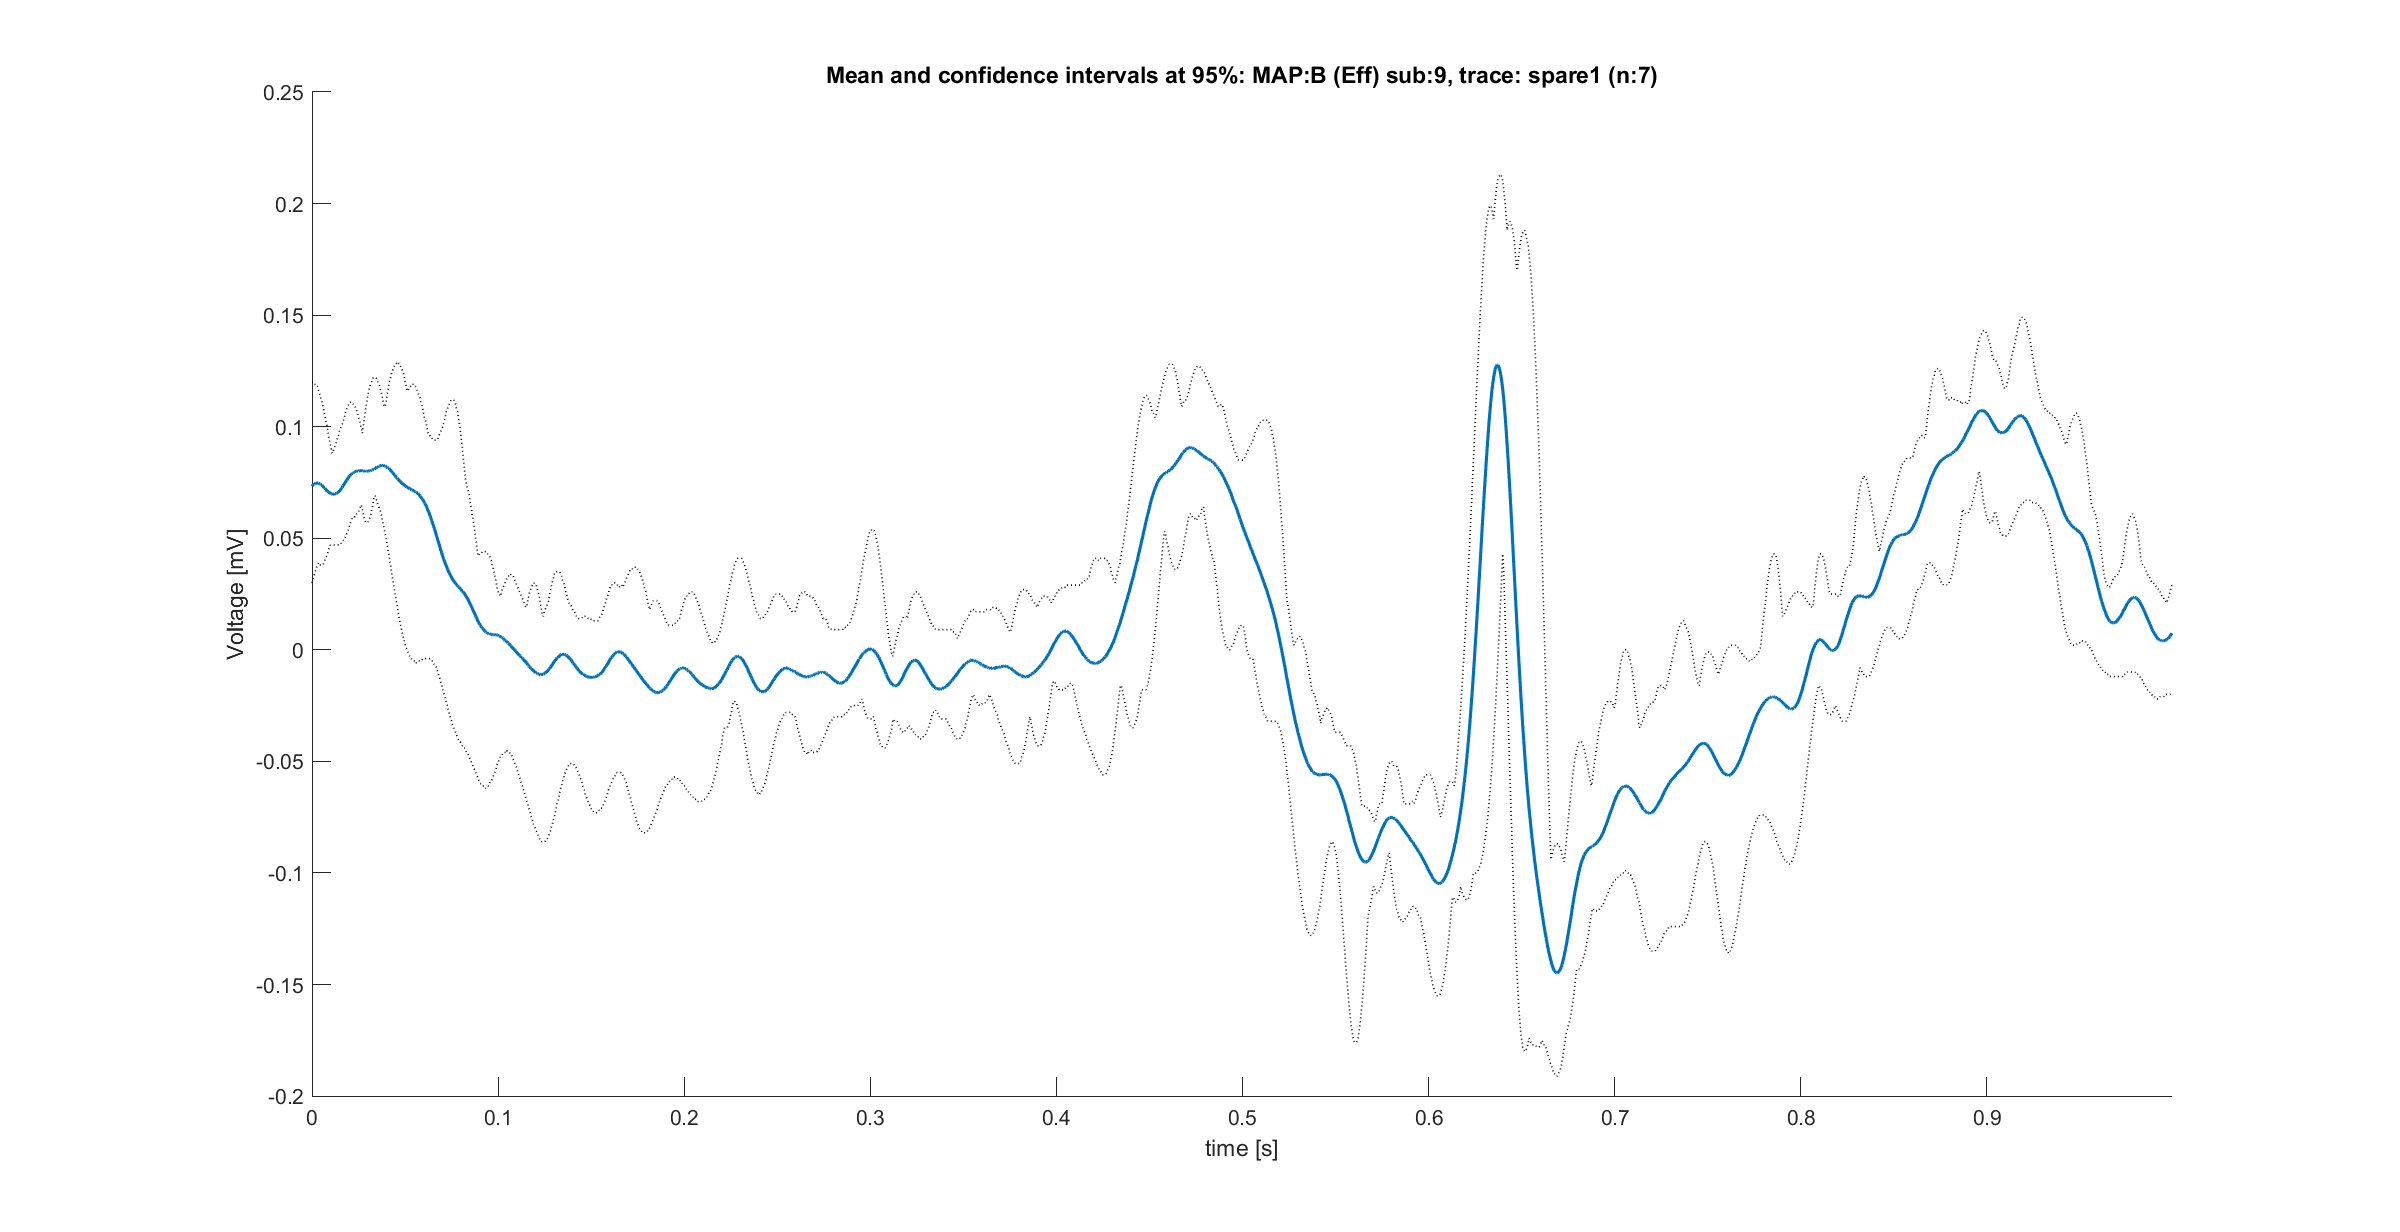 Mean and confidence intervals at 95%: MAP:B (Eff) sub:9, trace: spare1 (n:7)
0.25
0.2
0.15
0.1
0.05
0
-0.05
-0.1
-0.15
-0.2
Voltage [mV]
0 0.1 0.2 0.3 0.4 0.5 0.6 0.7 0.8 0.9
time [s]